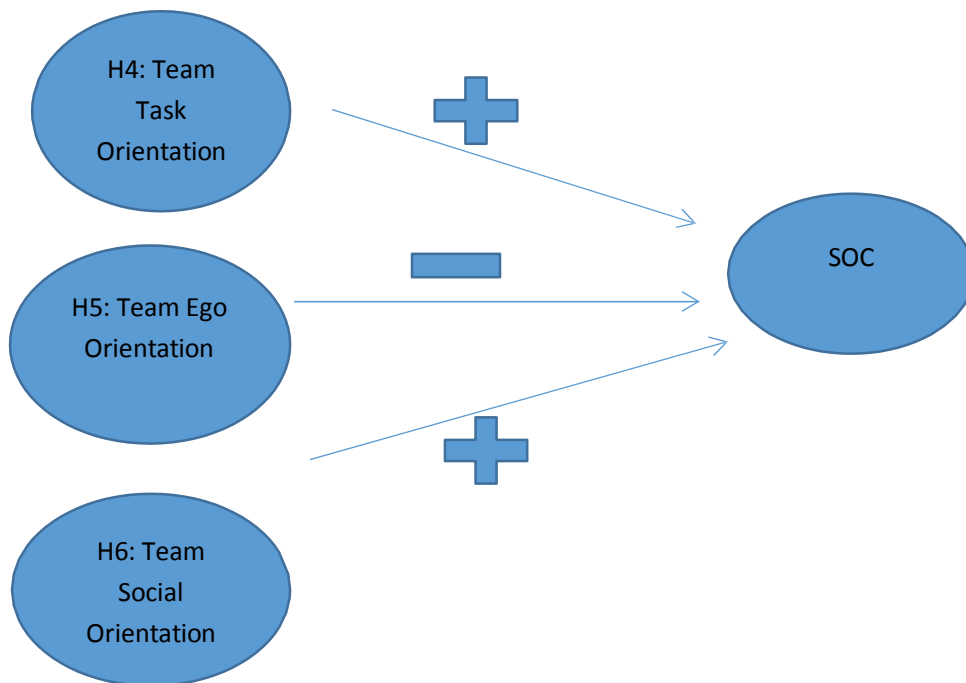 H4: Team
Task
Orientation
SOC
H5: Team Ego
Orientation
H6: Team
Social
Orientation